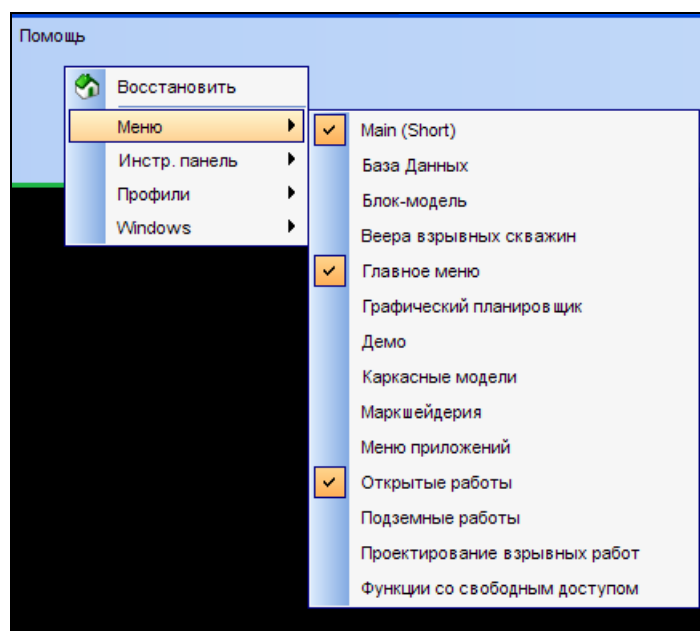 Помощь
Восстановить
Меню
Инстр. панель
Профили
Windows
Main (Short)
База Данных
Блок-модель
Веера взрывных скважин
Главное меню
Графический планировщик
Демо
Каркасные модели
Маркшейдерия
Меню приложений
Открытые работы
Подземные работы
Проектирование взрывных работ
Функции со свободным доступом